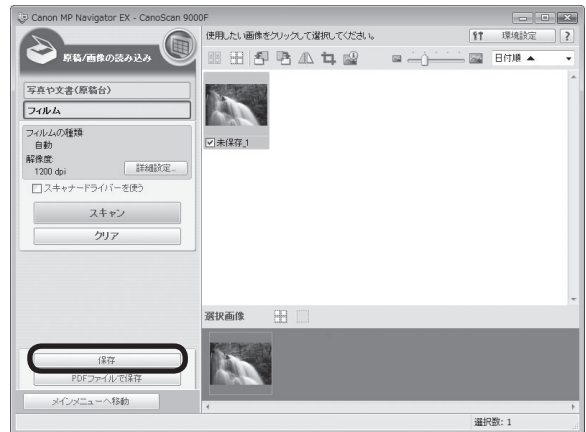 Canon MP Navigator EX - CanoScan 9000F
原稿/画像の読み込み
使用したい画像をクリックして選択してください。
環境設定
?
日付順 ▲
写真や文書(原稿台)
フィルム
フィルムの種類
自動
解像度:
1200 dpi
詳細設定...
スキャナードライバーを使う
スキャン
クリア
未保存_1
選択画像
保存
PDFファイルで保存
メインメニューへ移動
選択数: 1